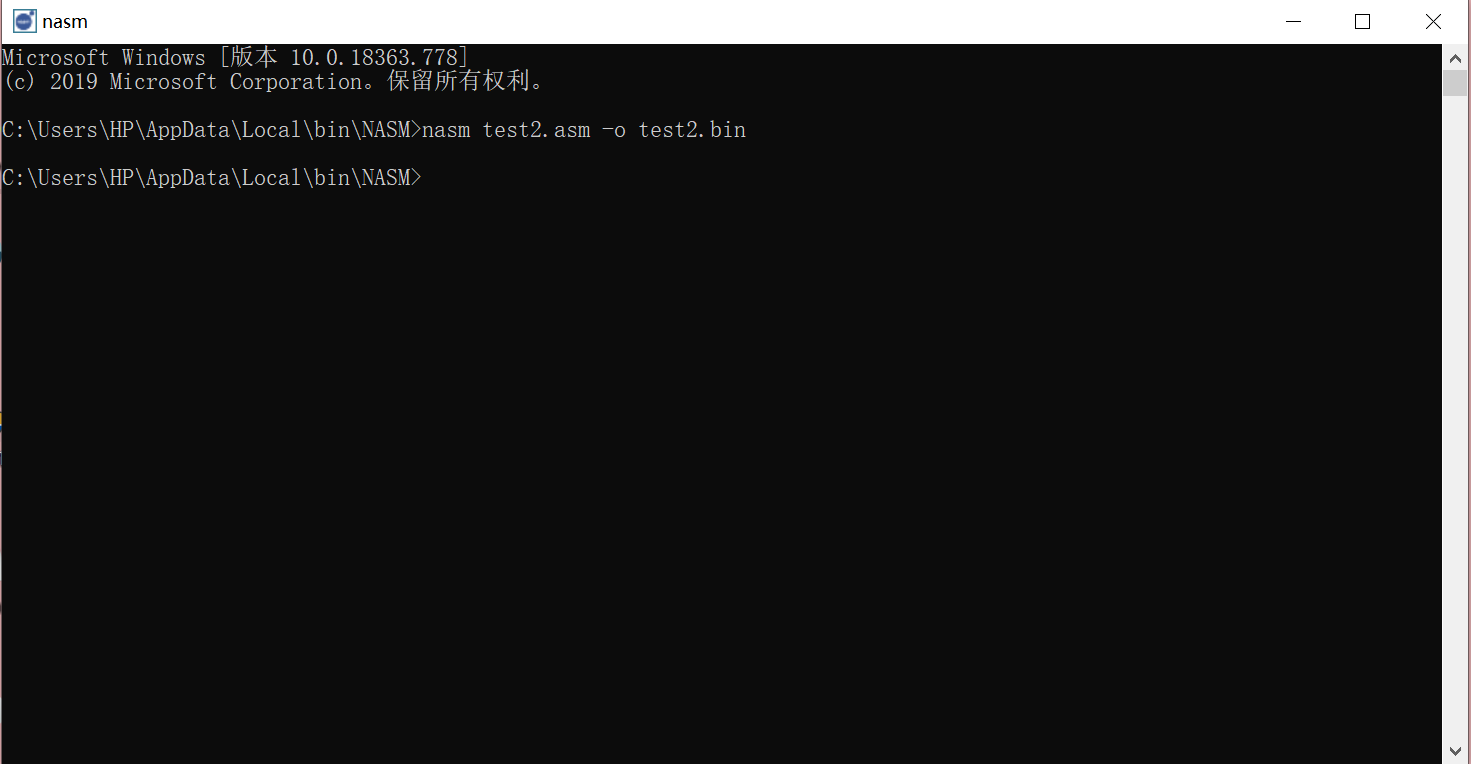 nasm
Microsoft Windows [版本 10.0.18363.778]
(c) 2019 Microsoft Corporation。保留所有权利。
C:\Users\HP\AppData\Local\bin\NASM>nasm test2.asm -o test2.bin
C:\Users\HP\AppData\Local\bin\NASM>